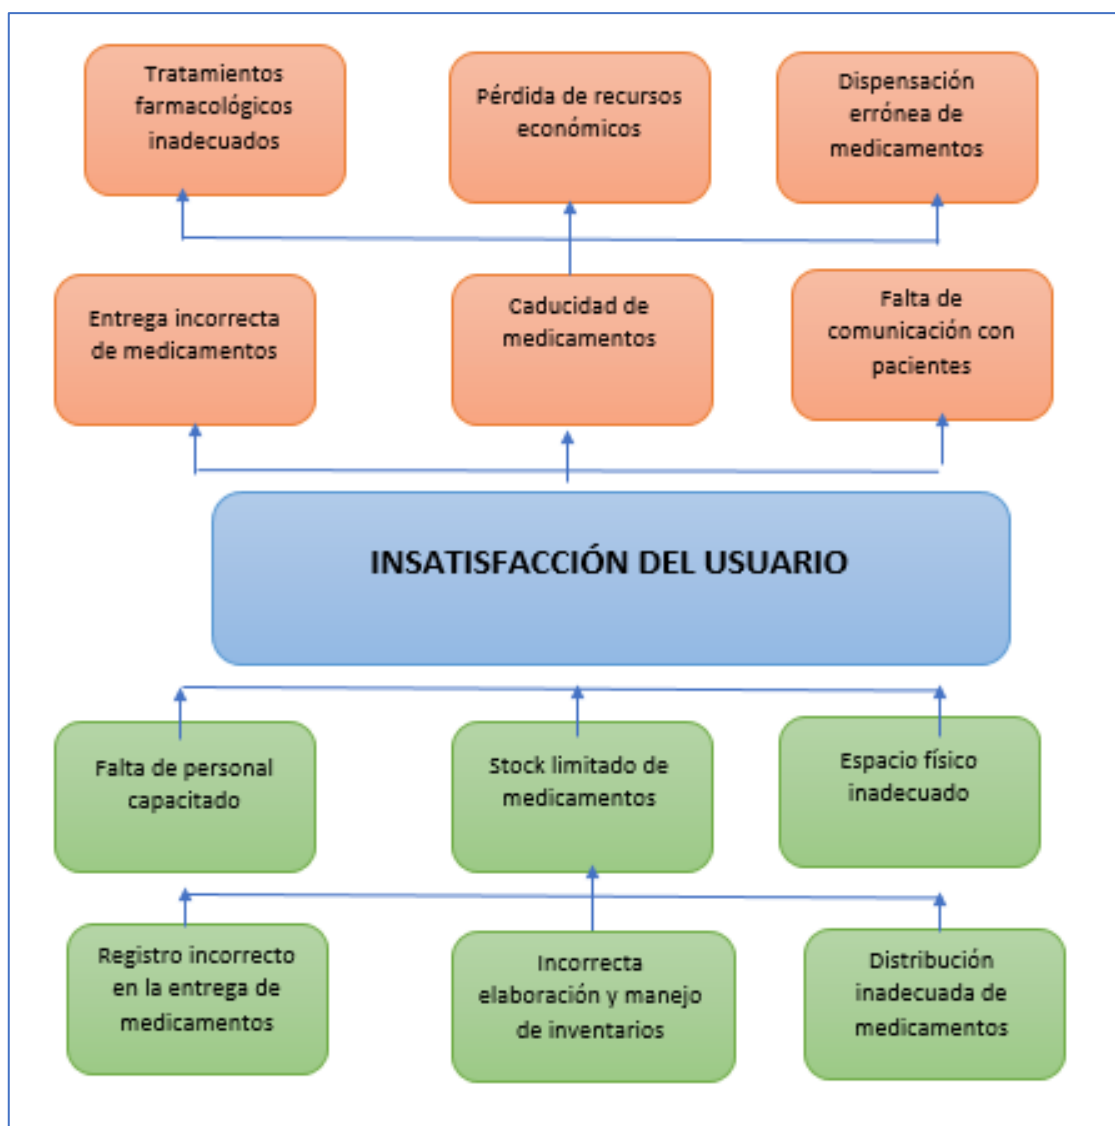 Tratamientos
farmacológicos
inadecuados
Pérdida de recursos
económicos
Dispensación
errónea de
medicamentos
Entrega incorrecta
de medicamentos
Caducidad de
medicamentos
Falta de
comunicación con
pacientes
INSATISFACCIÓN DEL USUARIO
Falta de personal
capacitado
Stock limitado de
medicamentos
Espacio físico
inadecuado
Registro incorrecto
en la entrega de
medicamentos
Incorrecta
elaboración y manejo
de inventarios
Distribución
inadecuada de
medicamentos